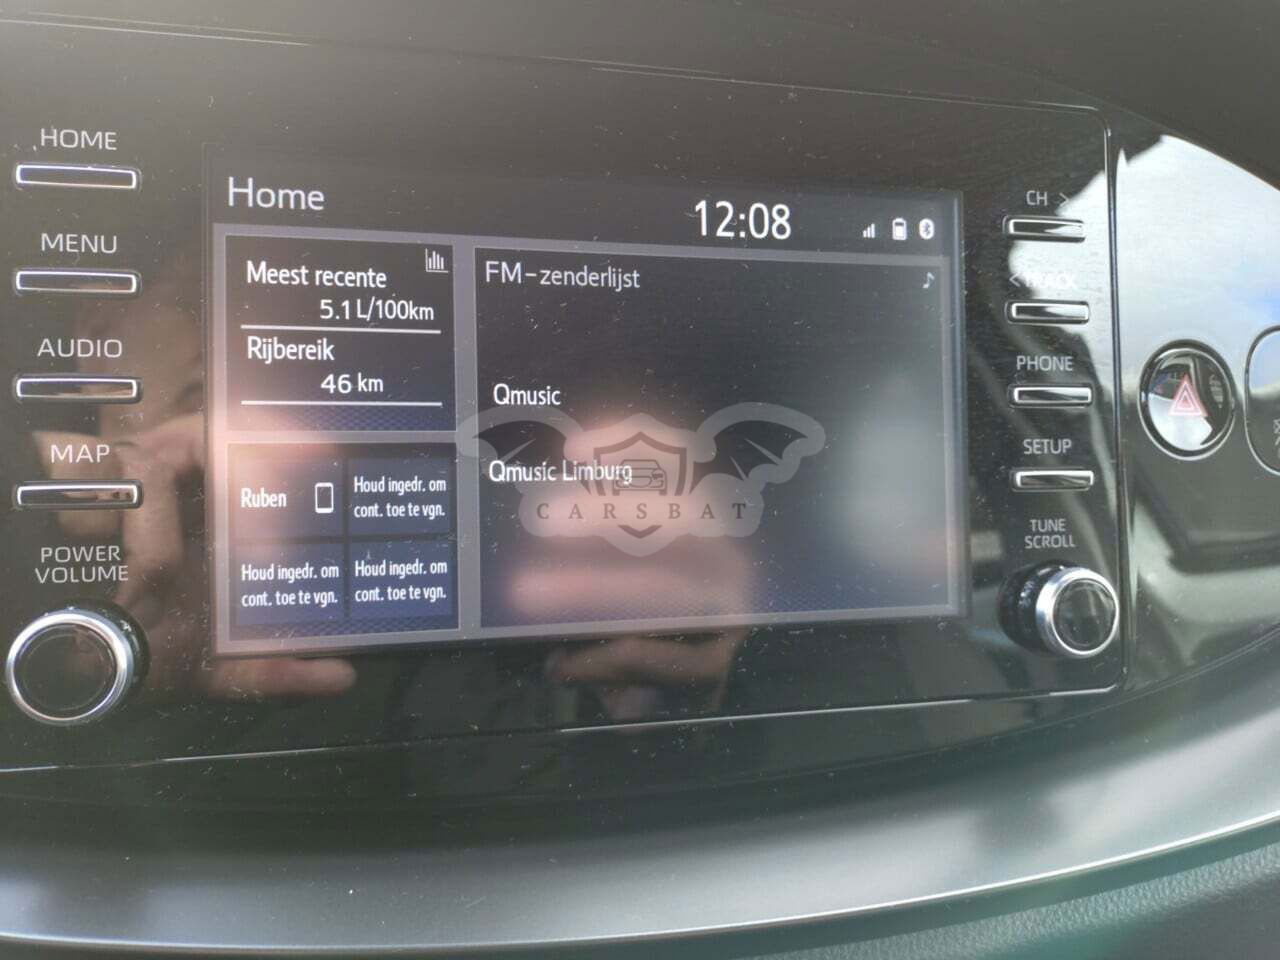 HOME
MENU
AUDIO
MAP
POWER
VOLUME
Home
12:08
Meest recente
5.1 L/100km
Rijbereik
46 km
FM-zenderlijst
Qmusic
Qmusic Limburg
Ruben
Houd ingedr. om
cont. toe te vgn.
Houd ingedr. om
cont. toe te vgn.
Houd ingedr. om
cont. toe te vgn.
CARSBAT
CH >
< TRACK
PHONE
SETUP
TUNE
SCROLL